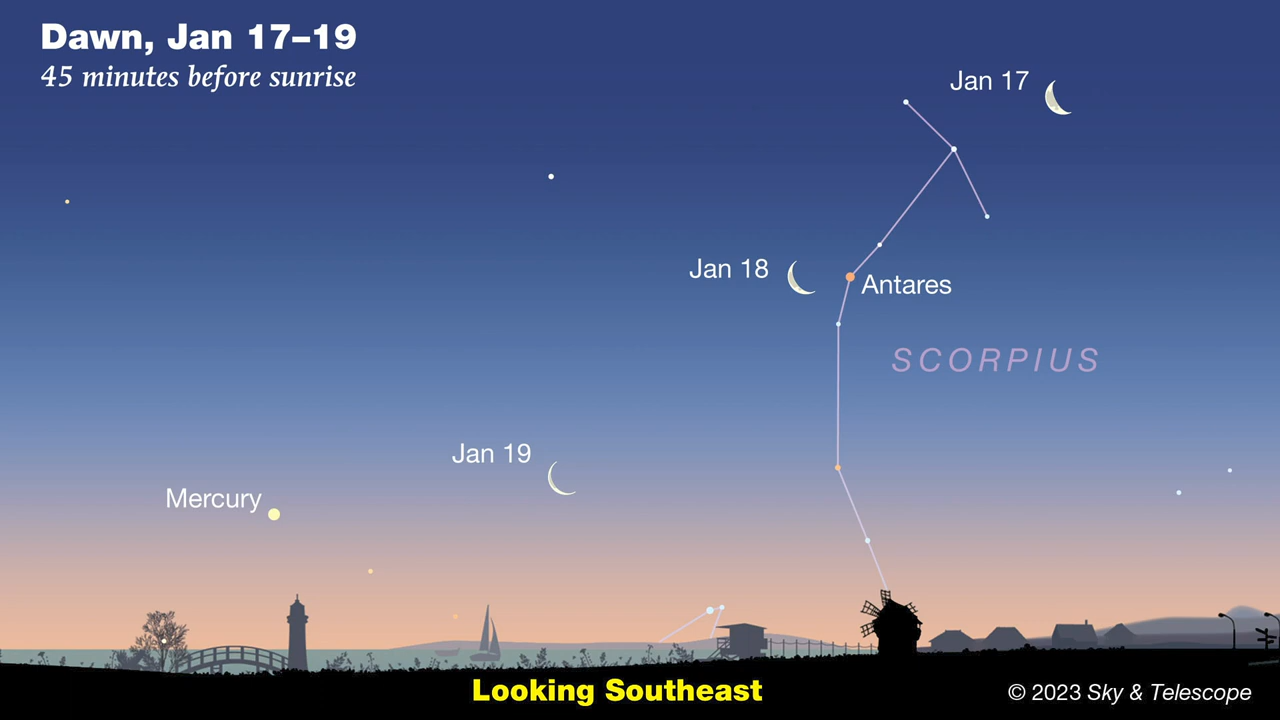 Dawn, Jan 17–19
45 minutes before sunrise
Jan 17
Jan 18
Antares
SCORPIUS
Jan 19
Mercury
Looking Southeast
© 2023 Sky & Telescope